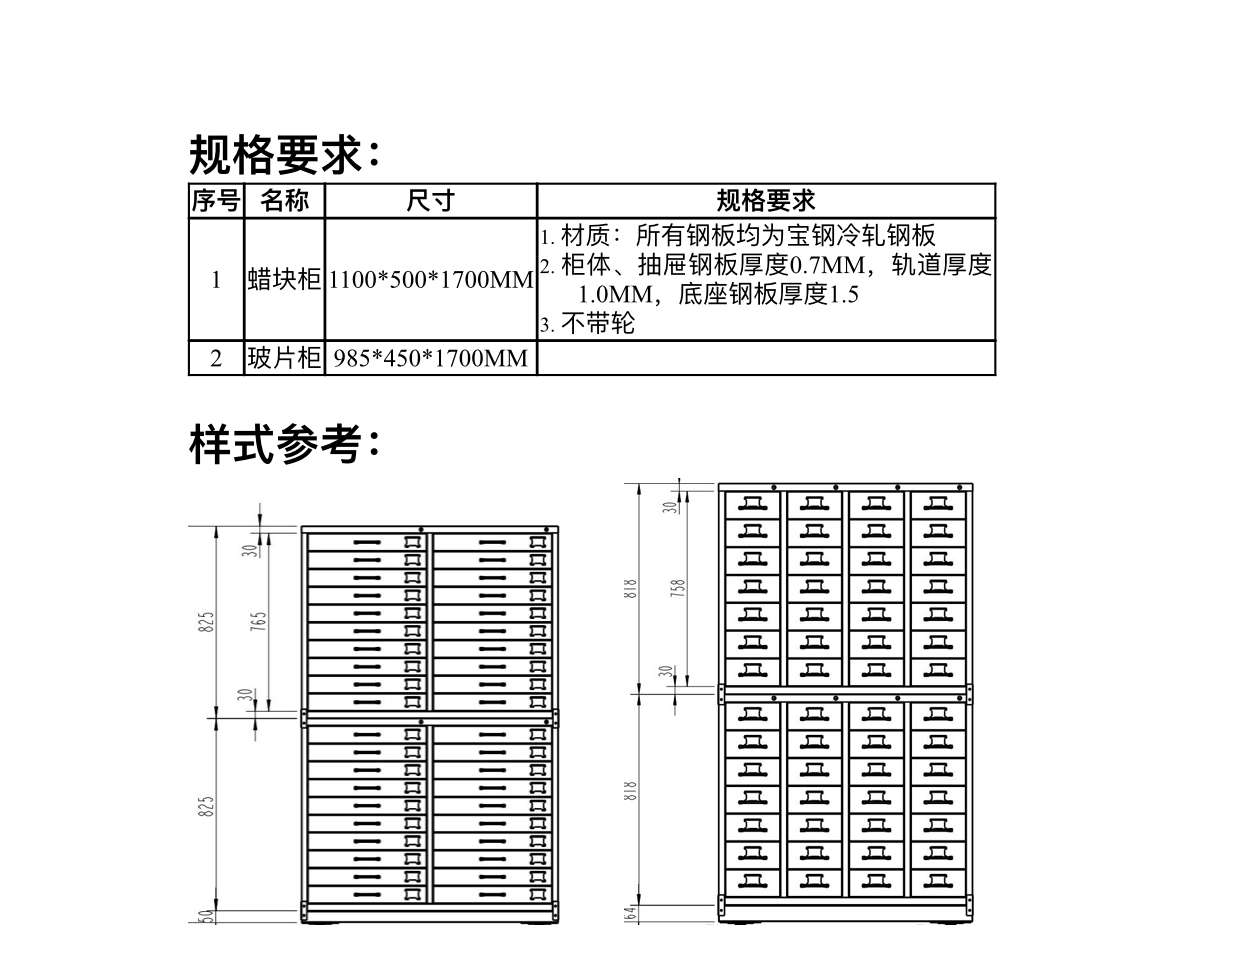 规格要求：
序号 名称 尺寸 规格要求
1 蜡块柜 1100*500*1700MM
1. 材质：所有钢板均为宝钢冷轧钢板
2. 柜体、抽屉钢板厚度0.7MM，轨道厚度
1.0MM，底座钢板厚度1.5
3. 不带轮
2 玻片柜 985*450*1700MM
样式参考：
30
825
765
30
825
50
30
818
758
30
818
164